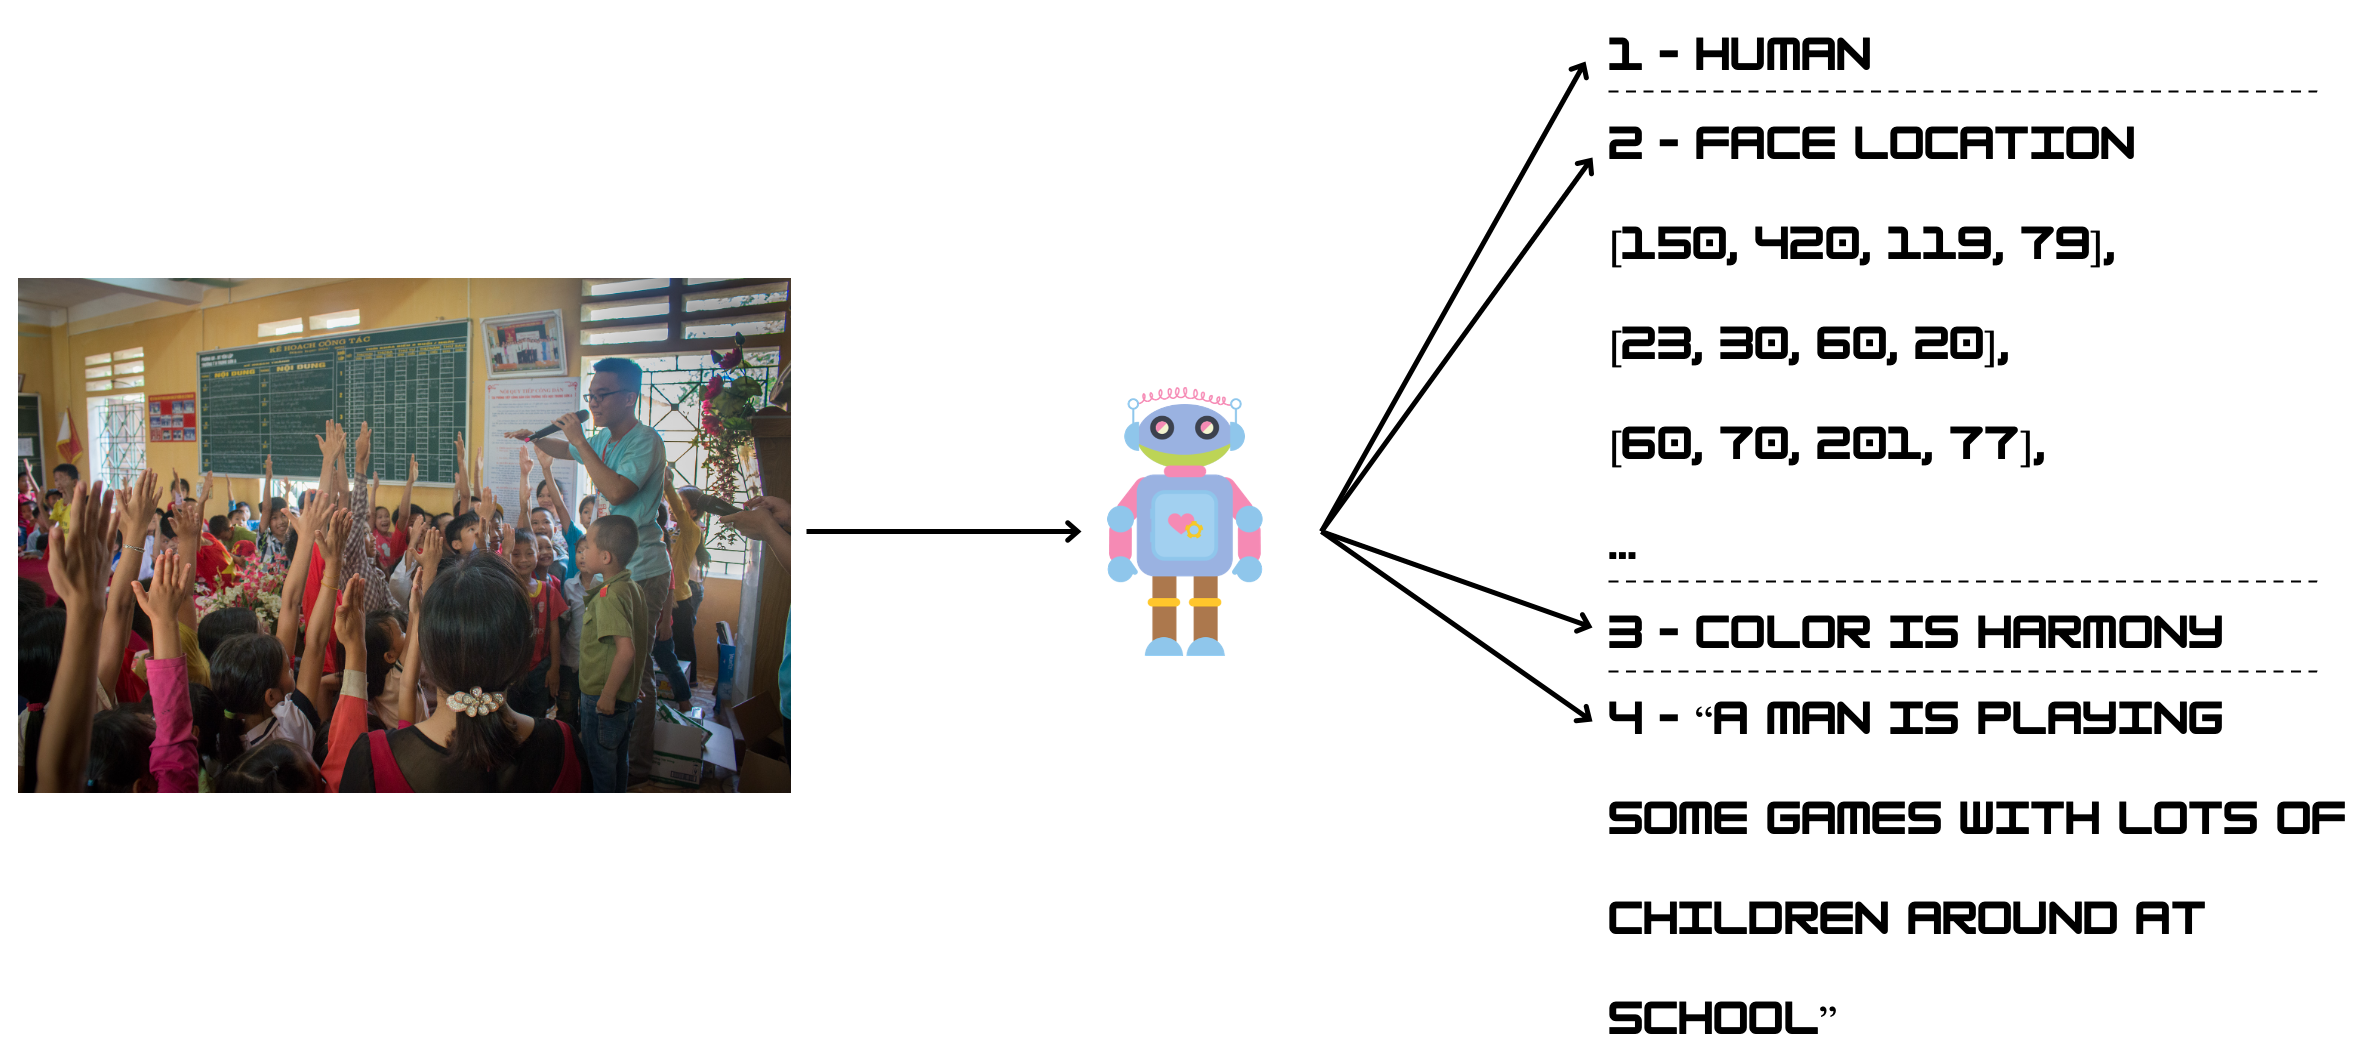 KẾ HOẠCH CÔNG TÁC
NỘI DUNG
NỘI DUNG
1 - HUMAN
2 - FACE LOCATION
[150, 420, 119, 79],
[23, 30, 60, 20],
[60, 70, 201, 77],
...
3 - COLOR IS HARMONY
4 - “A MAN IS PLAYING
SOME GAMES WITH LOTS OF
CHILDREN AROUND AT
SCHOOL”